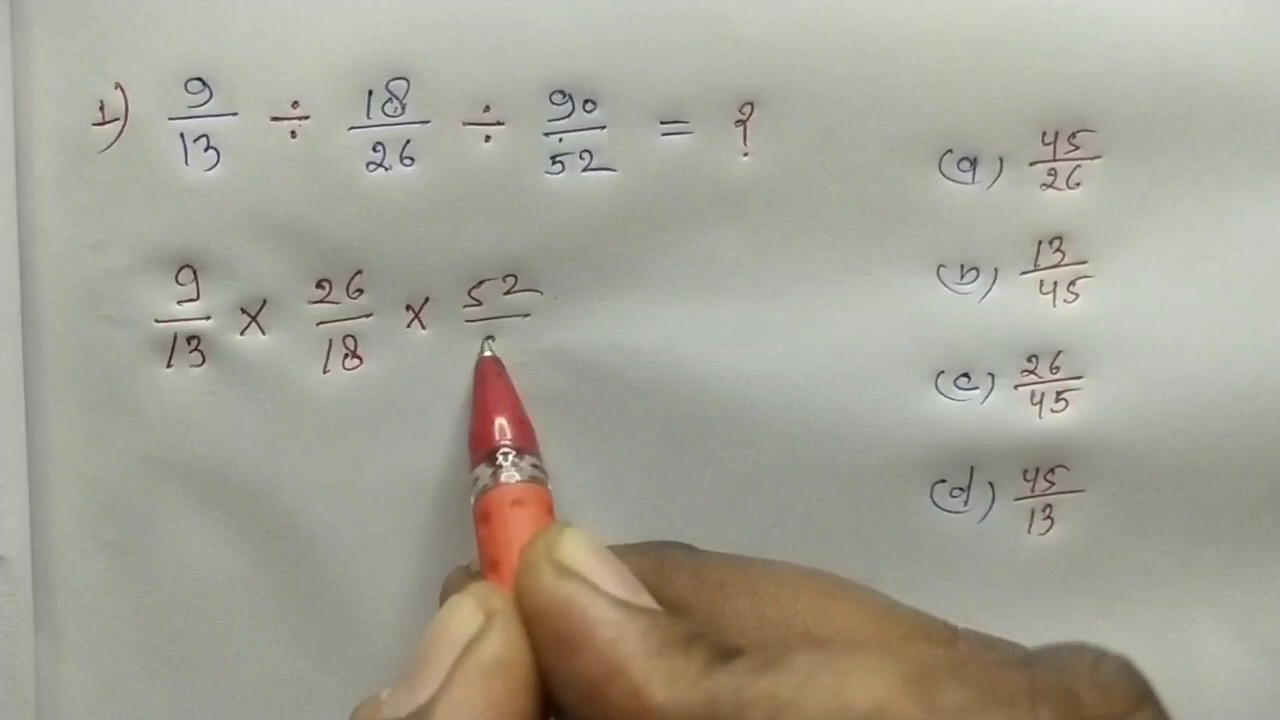 1) 9/13 ÷ 18/26 ÷ 90/52 = ?
9/13 × 26/18 × 52/
(a) 45/26
(b) 13/45
(c) 26/45
(d) 45/13